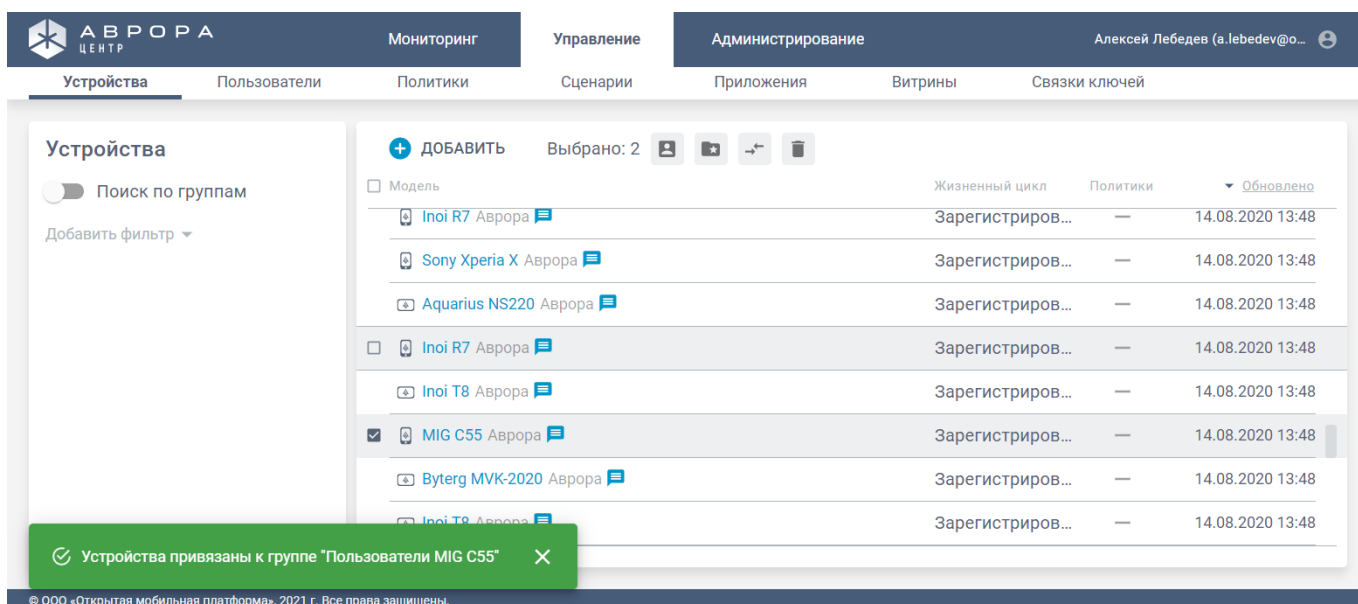 АВРОРА
ЦЕНТР
Мониторинг Управление Администрирование Алексей Лебедев (a.lebedev@o...
Устройства Пользователи Политики Сценарии Приложения Витрины Связки ключей
Устройства
Поиск по группам
Добавить фильтр
ДОБАВИТЬ Выбрано: 2
Модель Жизненный цикл Политики Обновлено
Inoi R7 Аврора Зарегистриров... — 14.08.2020 13:48
Sony Xperia X Аврора Зарегистриров... — 14.08.2020 13:48
Aquarius NS220 Аврора Зарегистриров... — 14.08.2020 13:48
Inoi R7 Аврора Зарегистриров... — 14.08.2020 13:48
Inoi T8 Аврора Зарегистриров... — 14.08.2020 13:48
MIG C55 Аврора Зарегистриров... — 14.08.2020 13:48
Byterg MVK-2020 Аврора Зарегистриров... — 14.08.2020 13:48
Inoi T8 Аврора Зарегистриров... — 14.08.2020 13:48
Устройства привязаны к группе "Пользователи MIG C55"
© ООО «Открытая мобильная платформа», 2021 г. Все права защищены.